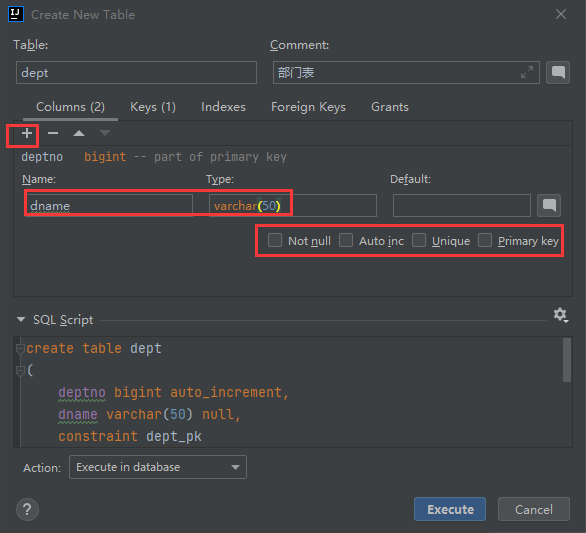 IJ Create New Table
Table: Comment:
dept 部门表
Columns (2) Keys (1) Indexes Foreign Keys Grants
deptno bigint -- part of primary key
Name: Type: Default:
dname varchar(50)
Not null Auto inc Unique Primary key
SQL Script
create table dept
(
deptno bigint auto_increment,
dname varchar(50) null,
constraint dept_pk
Action: Execute in database
? Execute Cancel